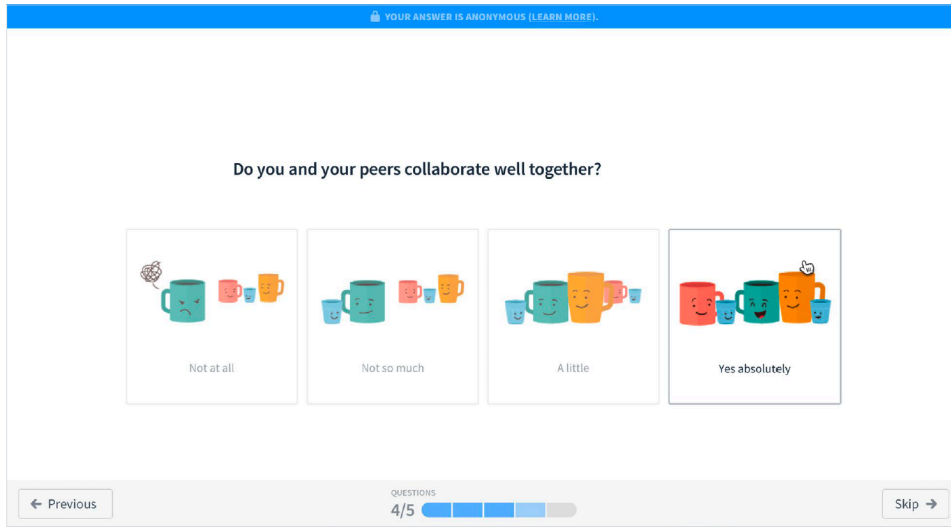 YOUR ANSWER IS ANONYMOUS (LEARN MORE).
Do you and your peers collaborate well together?
Not at all
Not so much
A little
Yes absolutely
← Previous
QUESTIONS
4/5
Skip →